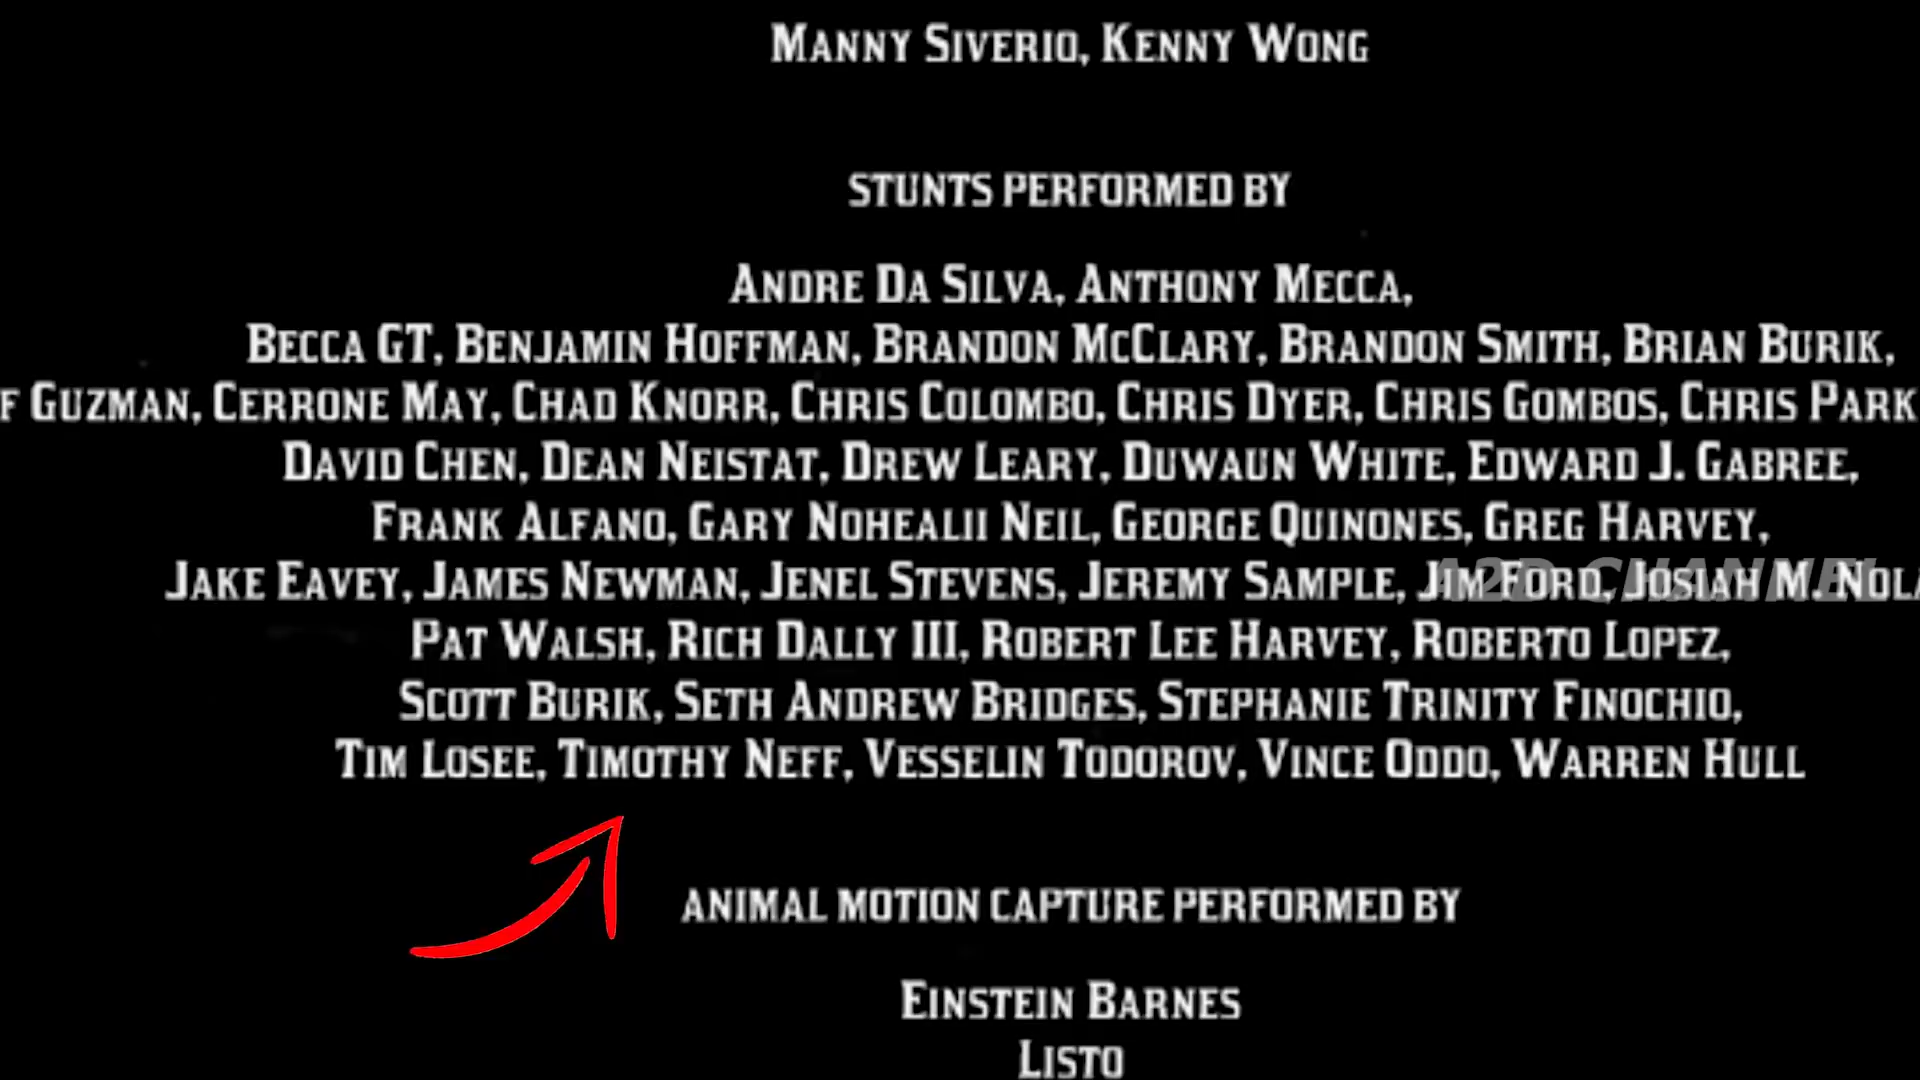 Manny Siverio, Kenny Wong
STUNTS PERFORMED BY
Andre Da Silva, Anthony Mecca,
Becca GT, Benjamin Hoffman, Brandon McClary, Brandon Smith, Brian Burik,
f Guzman, Cerrone May, Chad Knorr, Chris Colombo, Chris Dyer, Chris Gombos, Chris Park
David Chen, Dean Neistat, Drew Leary, Duwaun White, Edward J. Gabree,
Frank Alfano, Gary Nohealii Neil, George Quinones, Greg Harvey,
Jake Eavey, James Newman, Jenel Stevens, Jeremy Sample, Jim Ford, Josiah M. Nola
A2D CHANNEL
Pat Walsh, Rich Dally III, Robert Lee Harvey, Roberto Lopez,
Scott Burik, Seth Andrew Bridges, Stephanie Trinity Finochio,
Tim Losee, Timothy Neff, Vesselin Todorov, Vince Oddo, Warren Hull
ANIMAL MOTION CAPTURE PERFORMED BY
Einstein Barnes
Listo